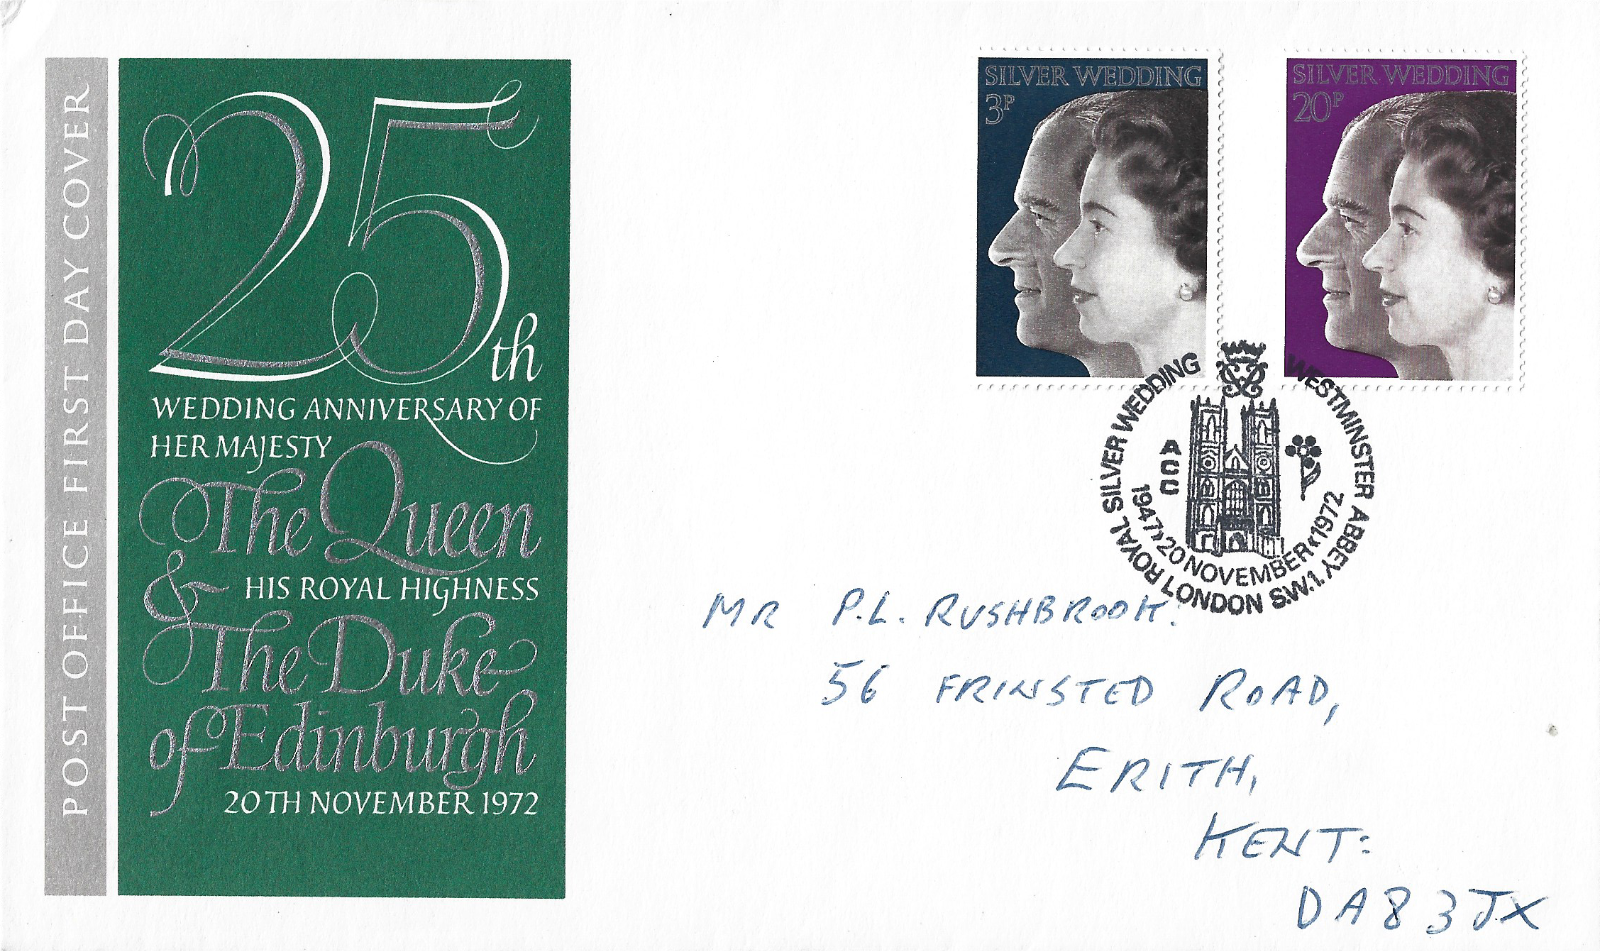 POST OFFICE FIRST DAY COVER
25th
WEDDING ANNIVERSARY OF
HER MAJESTY
The Queen
& HIS ROYAL HIGHNESS
The Duke
of Edinburgh
20TH NOVEMBER 1972
SILVER WEDDING
3P
SILVER WEDDING
20P
ROYAL SILVER WEDDING
WESTMINSTER ABBEY
LONDON S.W.1.
ACC
1947»20 NOVEMBER«1972
MR P.L. RUSHBROOK.
56 FRINSTED ROAD,
ERITH,
KENT:
DA8 3JX